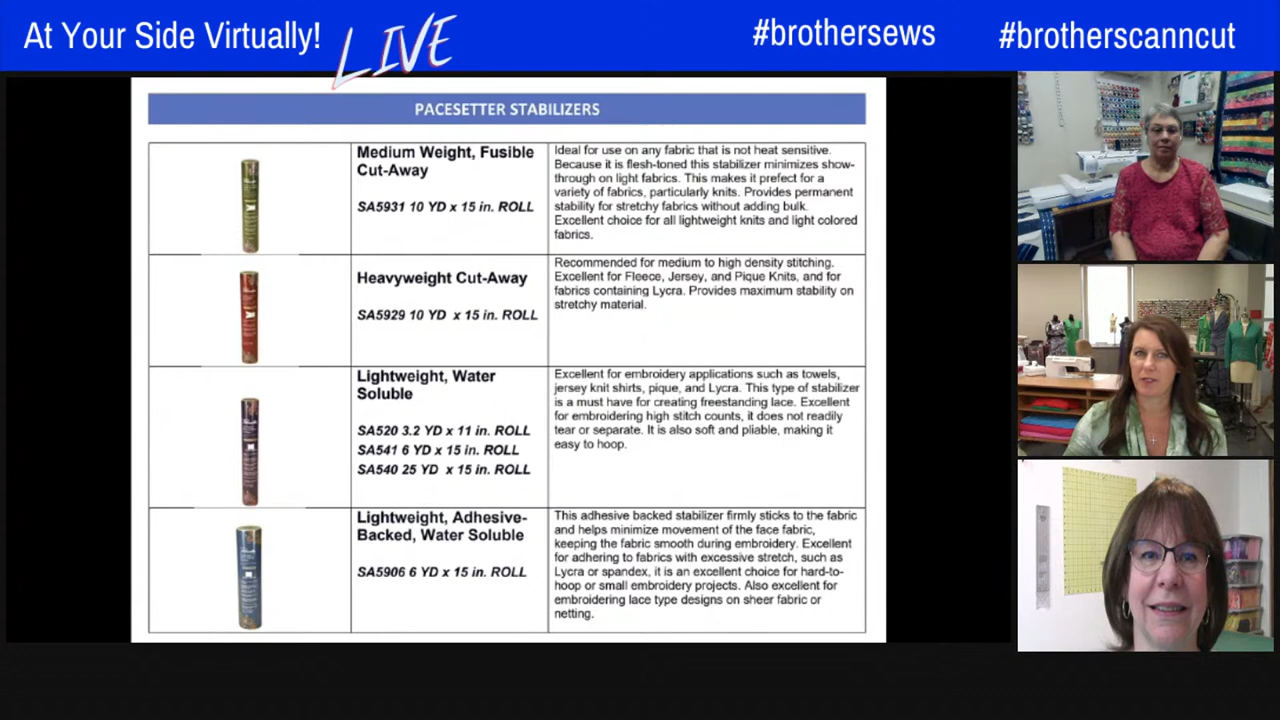 At Your Side Virtually!
LIVE
#brothersews
#brotherscanncut
PACESETTER STABILIZERS
Medium Weight, Fusible
Cut-Away
SA5931 10 YD x 15 in. ROLL
Ideal for use on any fabric that is not heat sensitive.
Because it is flesh-toned this stabilizer minimizes show-
through on light fabrics. This makes it prefect for a
variety of fabrics, particularly knits. Provides permanent
stability for stretchy fabrics without adding bulk.
Excellent choice for all lightweight knits and light colored
fabrics.
Heavyweight Cut-Away
SA5929 10 YD x 15 in. ROLL
Recommended for medium to high density stitching.
Excellent for Fleece, Jersey, and Pique Knits, and for
fabrics containing Lycra. Provides maximum stability on
stretchy material.
Lightweight, Water
Soluble
SA520 3.2 YD x 11 in. ROLL
SA541 6 YD x 15 in. ROLL
SA540 25 YD x 15 in. ROLL
Excellent for embroidery applications such as towels,
jersey knit shirts, pique, and Lycra. This type of stabilizer
is a must have for creating freestanding lace. Excellent
for embroidering high stitch counts, it does not readily
tear or separate. It is also soft and pliable, making it
easy to hoop.
Lightweight, Adhesive-
Backed, Water Soluble
SA5906 6 YD x 15 in. ROLL
This adhesive backed stabilizer firmly sticks to the fabric
and helps minimize movement of the face fabric,
keeping the fabric smooth during embroidery. Excellent
for adhering to fabrics with excessive stretch, such as
Lycra or spandex, it is an excellent choice for hard-to-
hoop or small embroidery projects. Also excellent for
embroidering lace type designs on sheer fabric or
netting.